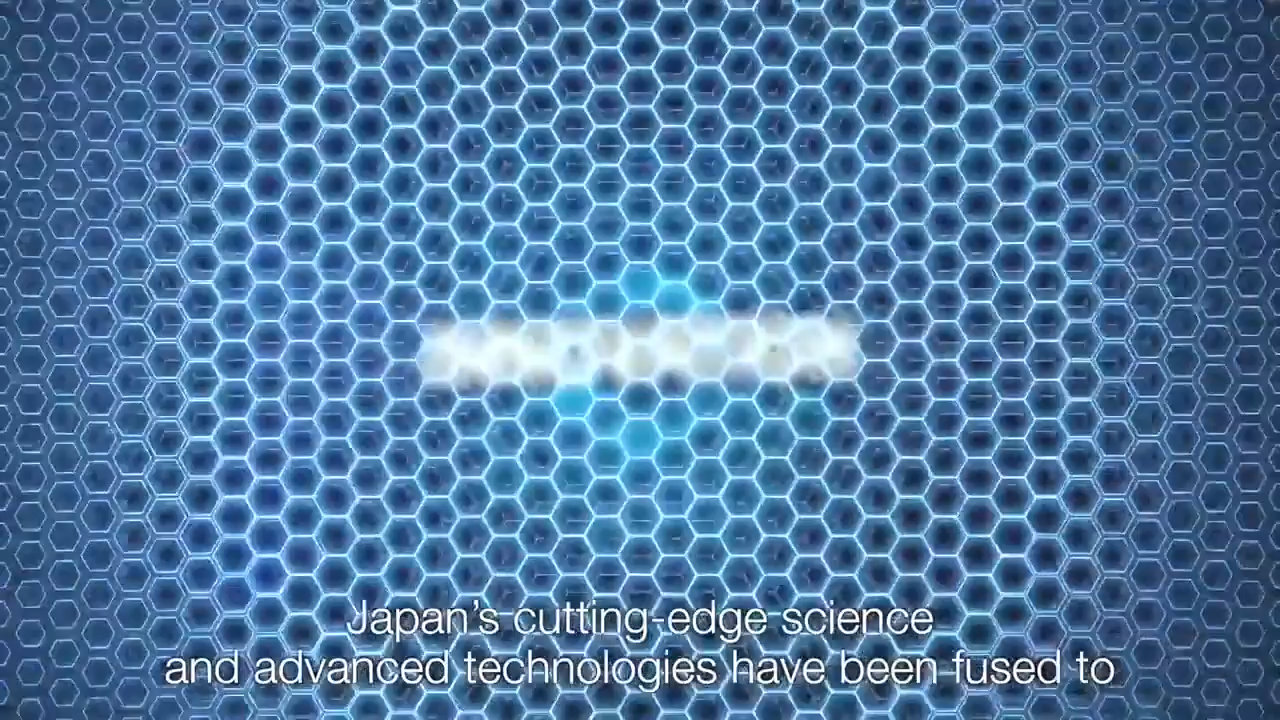 Japan's cutting-edge science
and advanced technologies have been fused to